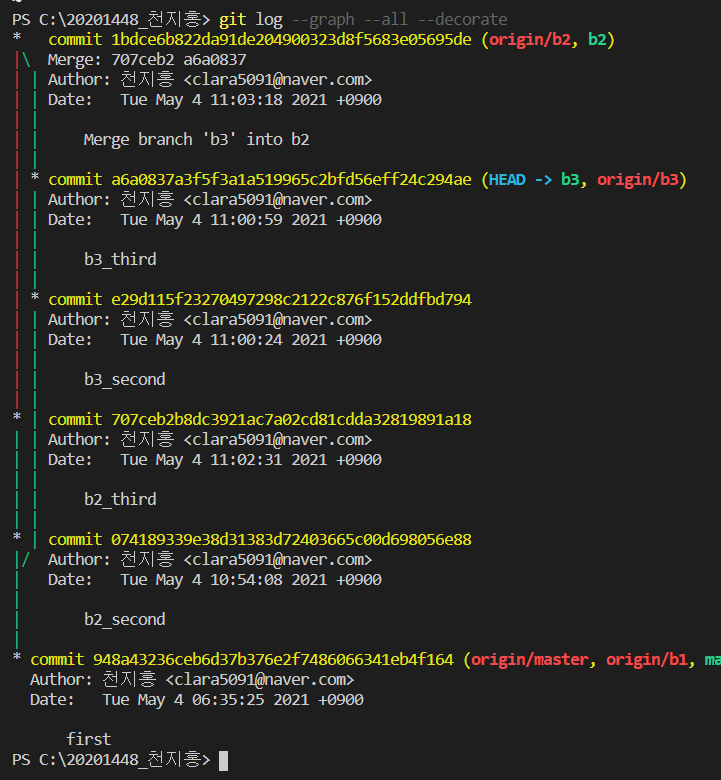 PS C:\20201448_천지홍> git log --graph --all --decorate
*   commit 1bdce6b822da91de204900323d8f5683e05695de (origin/b2, b2)
|\  Merge: 707ceb2 a6a0837
| | Author: 천지홍 <clara5091@naver.com>
| | Date:   Tue May 4 11:03:18 2021 +0900
| |
| |     Merge branch 'b3' into b2
| |
| * commit a6a0837a3f5f3a1a519965c2bfd56eff24c294ae (HEAD -> b3, origin/b3)
| | Author: 천지홍 <clara5091@naver.com>
| | Date:   Tue May 4 11:00:59 2021 +0900
| |
| |     b3_third
| |
| * commit e29d115f23270497298c2122c876f152ddfbd794
| | Author: 천지홍 <clara5091@naver.com>
| | Date:   Tue May 4 11:00:24 2021 +0900
| |
| |     b3_second
| |
* | commit 707ceb2b8dc3921ac7a02cd81cdda32819891a18
| | Author: 천지홍 <clara5091@naver.com>
| | Date:   Tue May 4 11:02:31 2021 +0900
| |
| |     b2_third
| |
* | commit 074189339e38d31383d72403665c00d698056e88
|/  Author: 천지홍 <clara5091@naver.com>
|   Date:   Tue May 4 10:54:08 2021 +0900
|
|       b2_second
|
* commit 948a43236ceb6d37b376e2f7486066341eb4f164 (origin/master, origin/b1, ma
  Author: 천지홍 <clara5091@naver.com>
  Date:   Tue May 4 06:35:25 2021 +0900

      first
PS C:\20201448_천지홍>